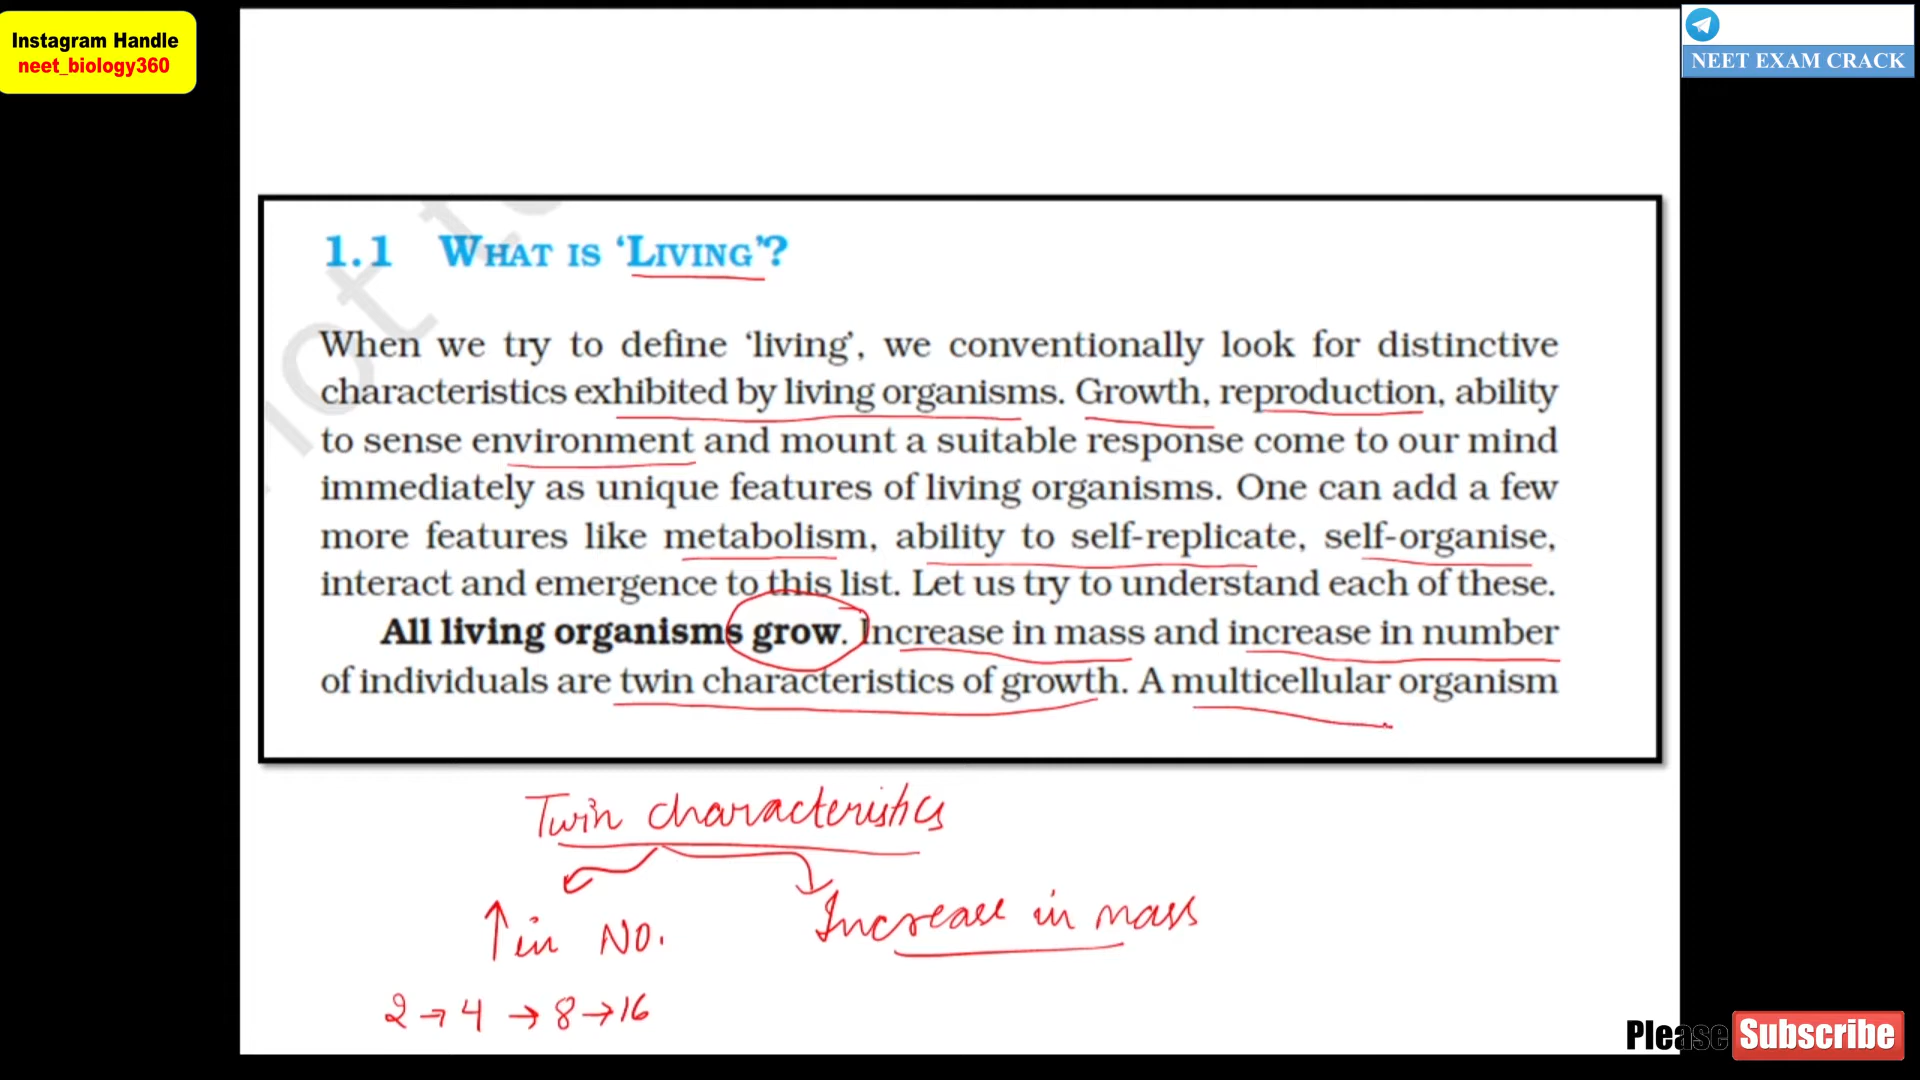 Instagram Handle
neet_biology360
NEET EXAM CRACK
1.1 WHAT IS ‘LIVING’?
When we try to define ‘living’, we conventionally look for distinctive
characteristics exhibited by living organisms. Growth, reproduction, ability
to sense environment and mount a suitable response come to our mind
immediately as unique features of living organisms. One can add a few
more features like metabolism, ability to self-replicate, self-organise,
interact and emergence to this list. Let us try to understand each of these.
All living organisms grow. Increase in mass and increase in number
of individuals are twin characteristics of growth. A multicellular organism
Twin characteristics
↑ in NO.
Increase in mass
2 → 4 → 8 → 16
Please Subscribe